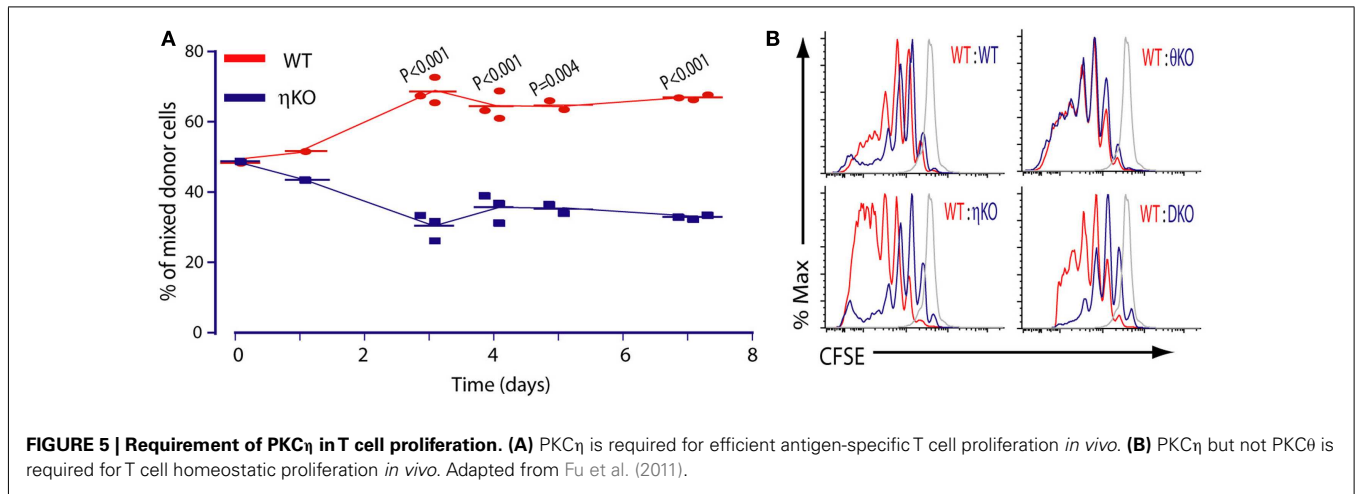 A
80
60
40
20
0
% of mixed donor cells
WT
ηKO
P<0.001
P<0.001
P=0.004
P<0.001
0 2 4 6 8
Time (days)
B
WT:WT
WT:θKO
WT:ηKO
WT:DKO
% Max
CFSE
FIGURE 5 | Requirement of PKCη in T cell proliferation. (A) PKCη is required for efficient antigen-specific T cell proliferation in vivo. (B) PKCη but not PKCθ is
required for T cell homeostatic proliferation in vivo. Adapted from Fu et al. (2011).